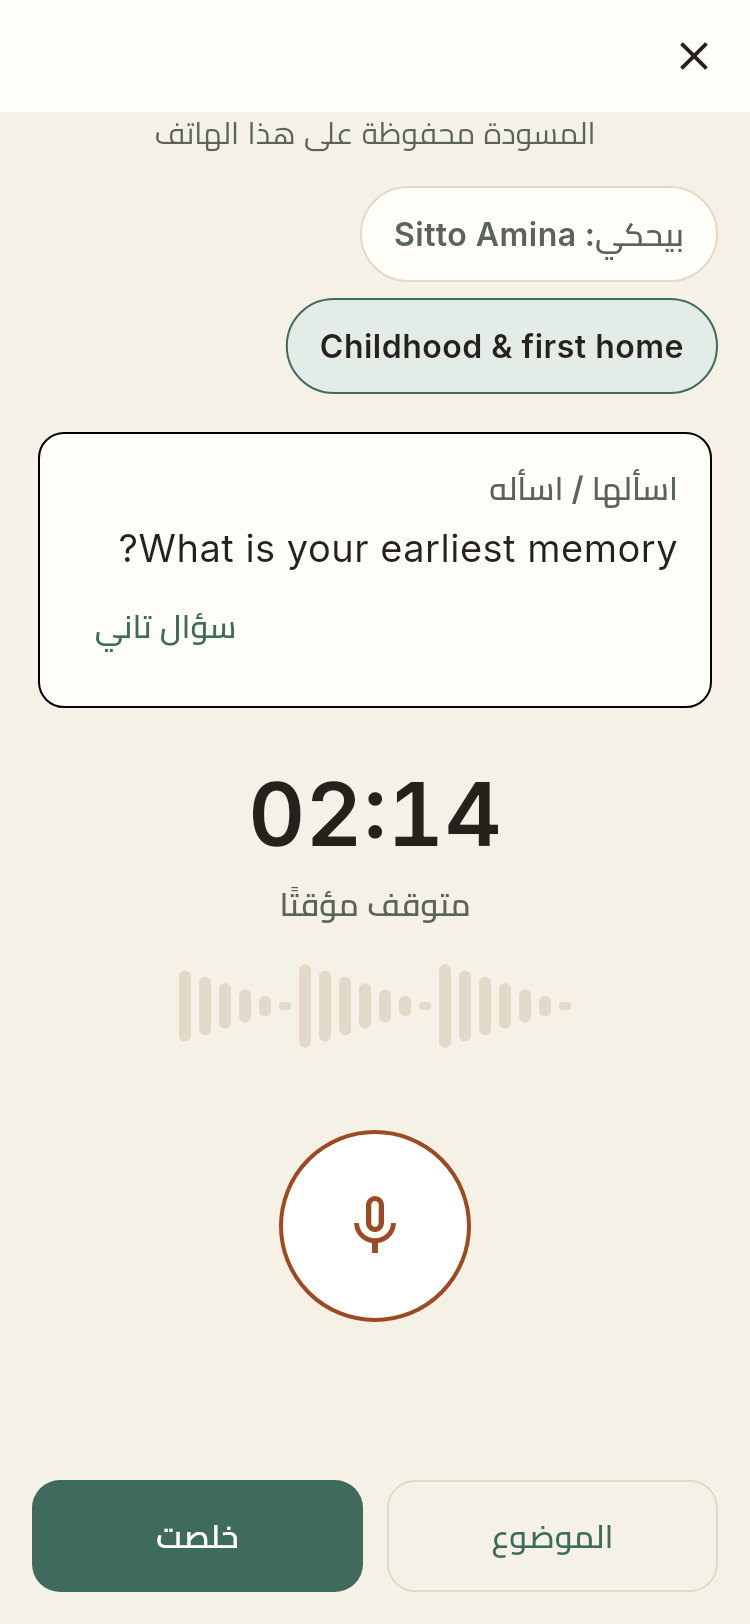 المسودة محفوظة على هذا الهاتف
بيحكي: Sitto Amina
Childhood & first home
اسألها / اسأله
What is your earliest memory?
سؤال تاني
02:14
متوقف مؤقتًا
الموضوع
خلصت